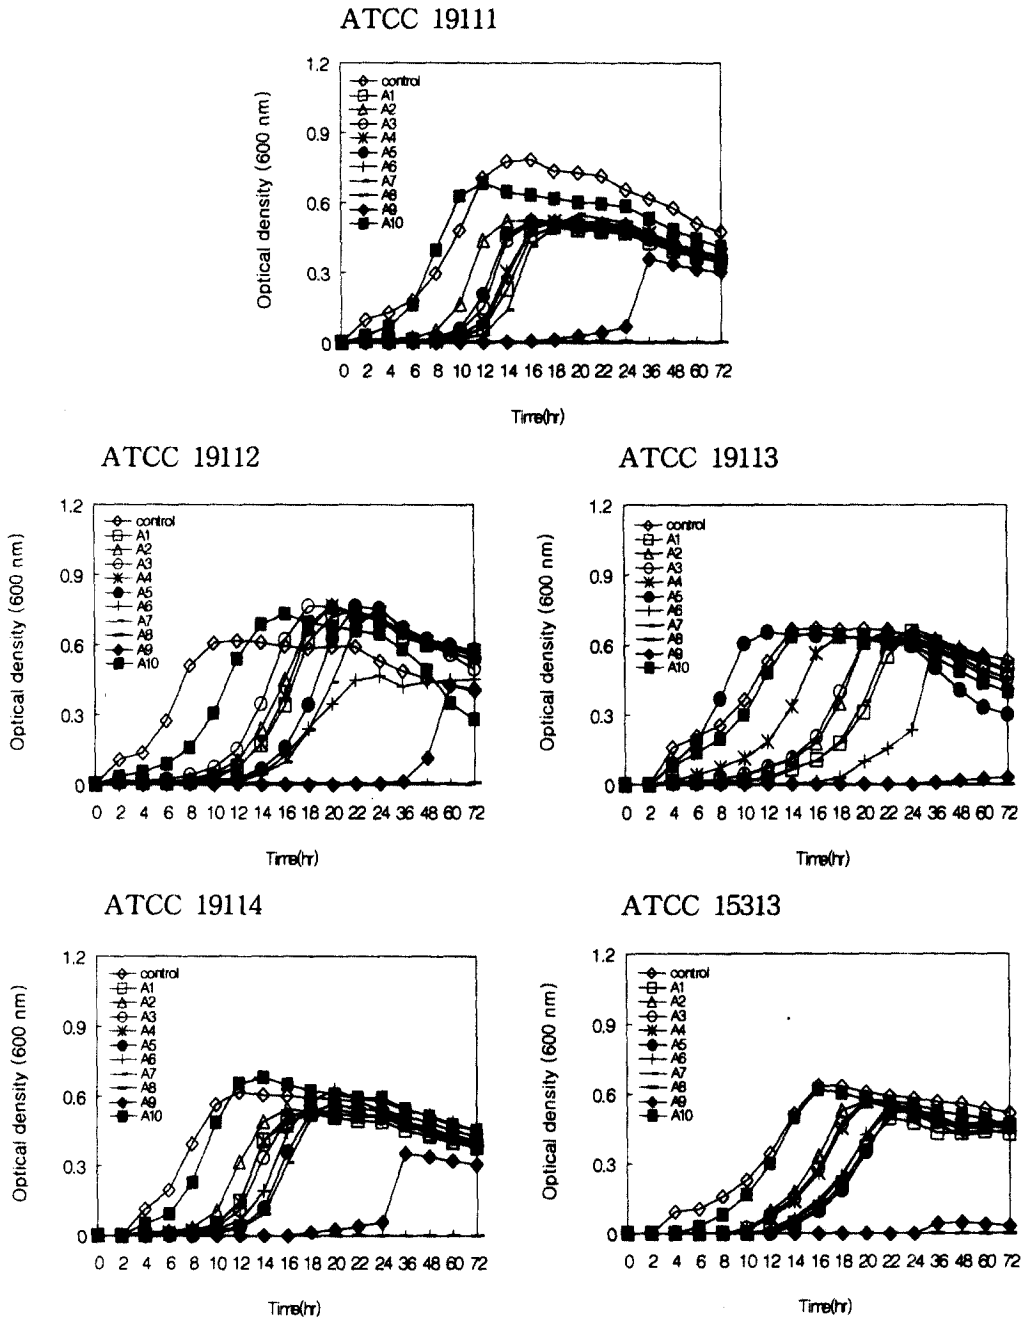 ATCC 19111
Optical density (600 nm)
1.2
0.9
0.6
0.3
0
control
A1
A2
A3
A4
A5
A6
A7
A8
A9
A10
0 2 4 6 8 10 12 14 16 18 20 22 24 36 48 60 72
Time(hr)
ATCC 19112
Optical density (600 nm)
1.2
0.9
0.6
0.3
0
control
A1
A2
A3
A4
A5
A6
A7
A8
A9
A10
0 2 4 6 8 10 12 14 16 18 20 22 24 36 48 60 72
Time(hr)
ATCC 19113
Optical density (600 nm)
1.2
0.9
0.6
0.3
0
control
A1
A2
A3
A4
A5
A6
A7
A8
A9
A10
0 2 4 6 8 10 12 14 16 18 20 22 24 36 48 60 72
Time(hr)
ATCC 19114
Optical density (600 nm)
1.2
0.9
0.6
0.3
0
control
A1
A2
A3
A4
A5
A6
A7
A8
A9
A10
0 2 4 6 8 10 12 14 16 18 20 22 24 36 48 60 72
Time(hr)
ATCC 15313
Optical density (600 nm)
1.2
0.9
0.6
0.3
0
control
A1
A2
A3
A4
A5
A6
A7
A8
A9
A10
0 2 4 6 8 10 12 14 16 18 20 22 24 36 48 60 72
Time(hr)